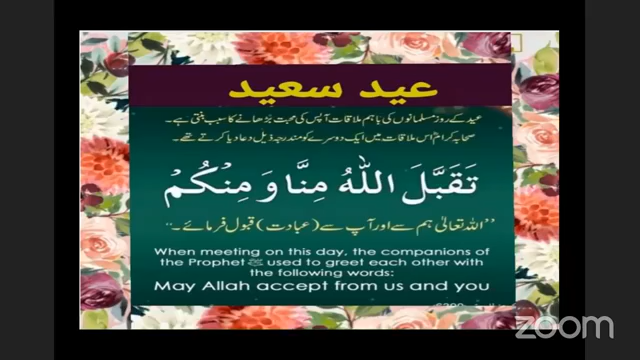 عید سعید
عید کے روز مسلمانوں کی باہم ملاقات آپس کی محبت بڑھانے کا سبب بنتی ہے۔
صحابہ کرامؓ اس ملاقات میں ایک دوسرے کو مندرجہ ذیل دعا دیا کرتے تھے۔
تَقَبَّلَ اللهُ مِنَّا وَ مِنْكُمْ
”اللہ تعالیٰ ہم سے اور آپ سے (عبادت) قبول فرمائے۔“
When meeting on this day, the companions of
the Prophet ﷺ used to greet each other with
the following words:
May Allah accept from us and you
zoom